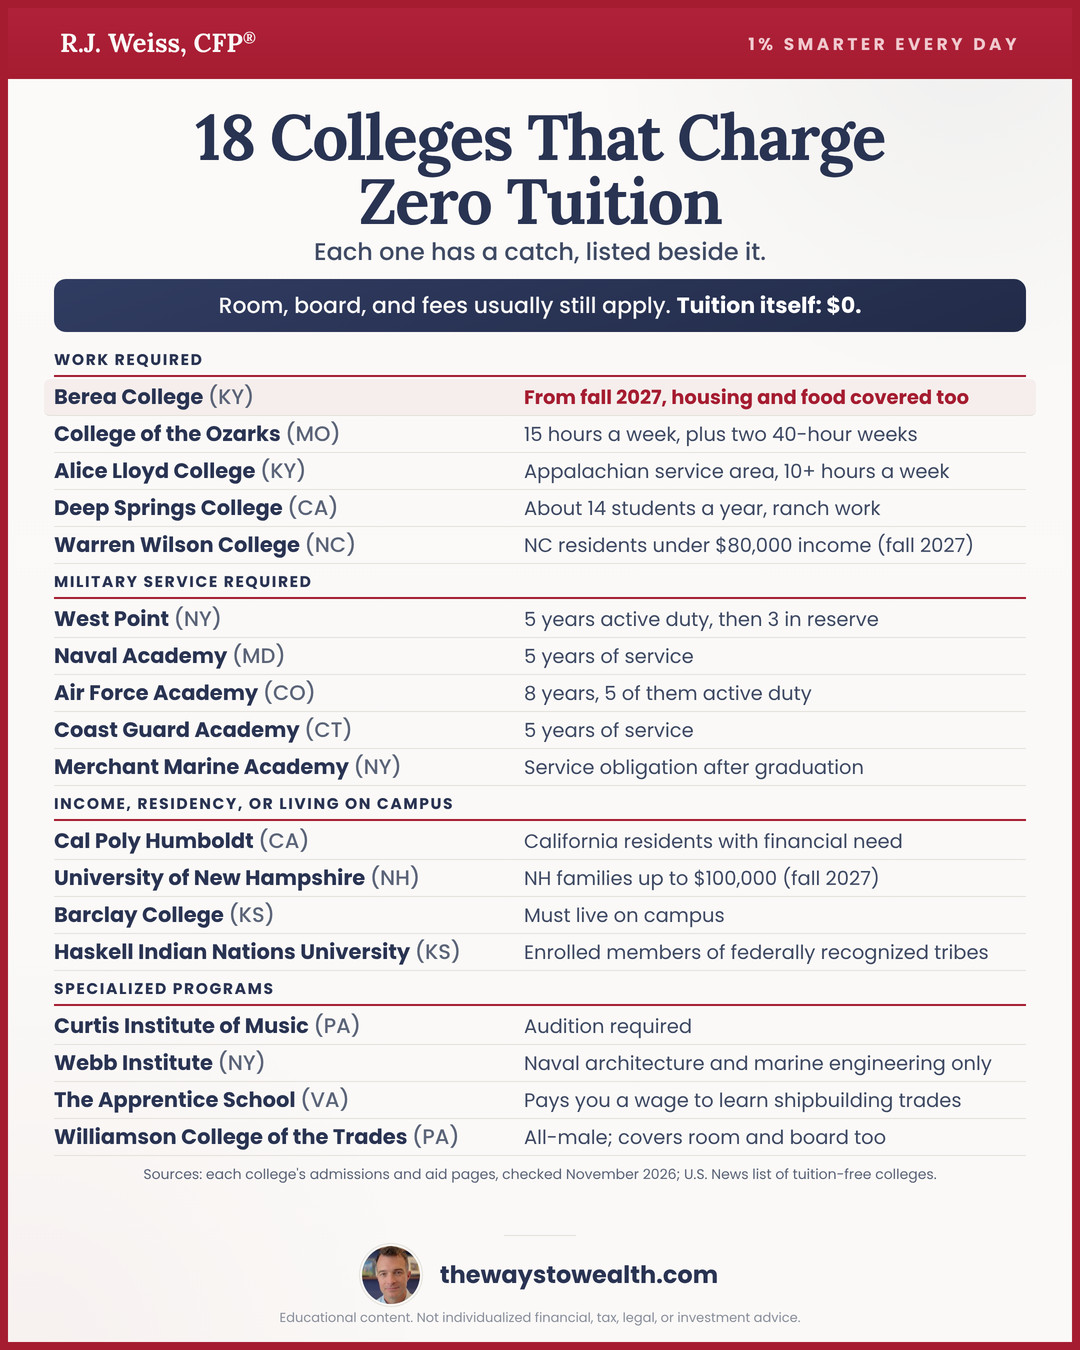 R.J. Weiss, CFP®
1% SMARTER EVERY DAY
18 Colleges That Charge
Zero Tuition
Each one has a catch, listed beside it.
Room, board, and fees usually still apply. Tuition itself: $0.
WORK REQUIRED
Berea College (KY) From fall 2027, housing and food covered too
College of the Ozarks (MO) 15 hours a week, plus two 40-hour weeks
Alice Lloyd College (KY) Appalachian service area, 10+ hours a week
Deep Springs College (CA) About 14 students a year, ranch work
Warren Wilson College (NC) NC residents under $80,000 income (fall 2027)
MILITARY SERVICE REQUIRED
West Point (NY) 5 years active duty, then 3 in reserve
Naval Academy (MD) 5 years of service
Air Force Academy (CO) 8 years, 5 of them active duty
Coast Guard Academy (CT) 5 years of service
Merchant Marine Academy (NY) Service obligation after graduation
INCOME, RESIDENCY, OR LIVING ON CAMPUS
Cal Poly Humboldt (CA) California residents with financial need
University of New Hampshire (NH) NH families up to $100,000 (fall 2027)
Barclay College (KS) Must live on campus
Haskell Indian Nations University (KS) Enrolled members of federally recognized tribes
SPECIALIZED PROGRAMS
Curtis Institute of Music (PA) Audition required
Webb Institute (NY) Naval architecture and marine engineering only
The Apprentice School (VA) Pays you a wage to learn shipbuilding trades
Williamson College of the Trades (PA) All-male; covers room and board too
Sources: each college's admissions and aid pages, checked November 2026; U.S. News list of tuition-free colleges.
thewaystowealth.com
Educational content. Not individualized financial, tax, legal, or investment advice.